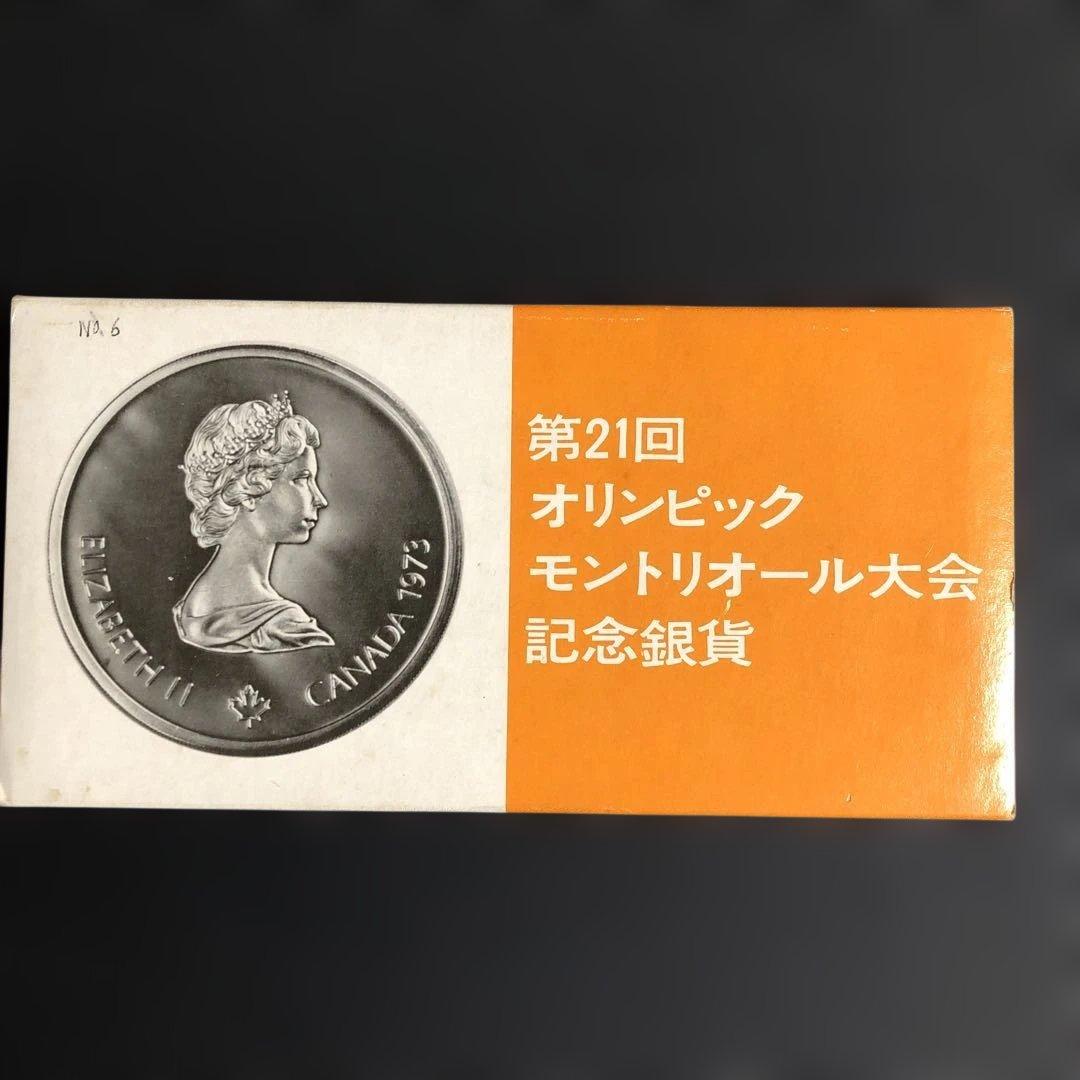 No. 6
ELIZABETH II
CANADA 1973
第21回
オリンピック
モントリオール大会
記念銀貨